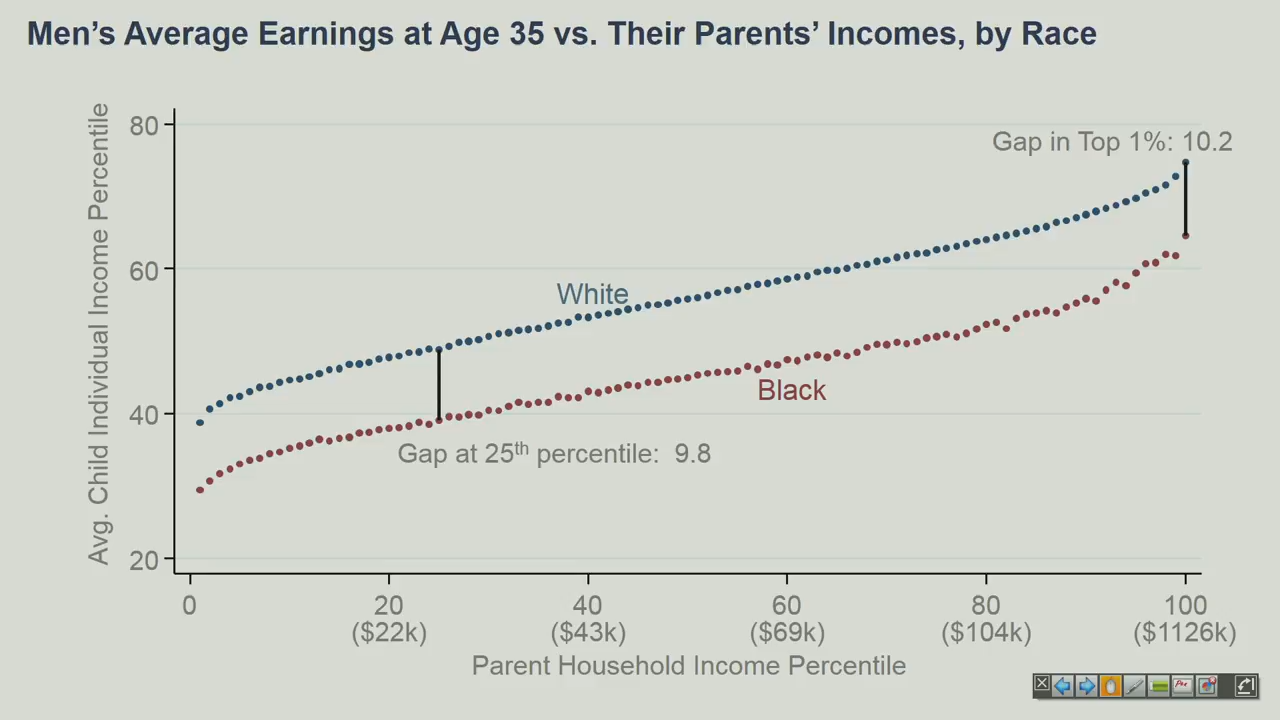 Men's Average Earnings at Age 35 vs. Their Parents' Incomes, by Race
Avg. Child Individual Income Percentile
80
60
40
20
Gap in Top 1%: 10.2
White
Black
Gap at 25th percentile: 9.8
0 20 40 60 80 100
($22k) ($43k) ($69k) ($104k) ($1126k)
Parent Household Income Percentile